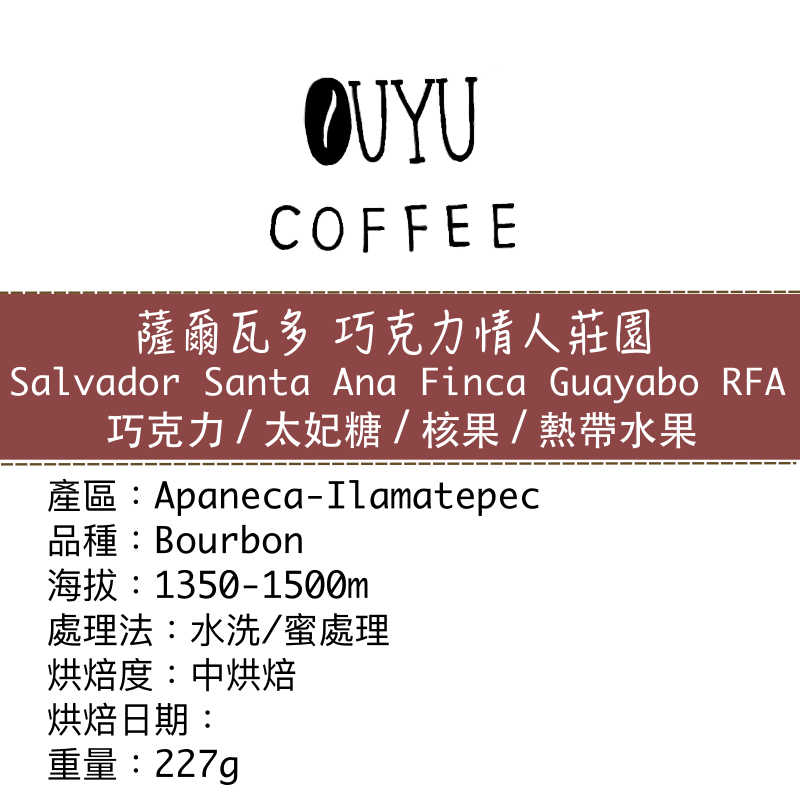 OUYU
COFFEE
薩爾瓦多 巧克力情人莊園
Salvador Santa Ana Finca Guayabo RFA
巧克力/太妃糖/核果/熱帶水果
產區：Apaneca-Ilamatepec
品種：Bourbon
海拔：1350-1500m
處理法：水洗/蜜處理
烘焙度：中烘焙
烘焙日期：
重量：227g